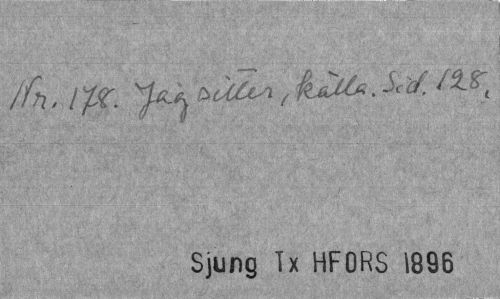 Nr. 178. Jag sitter, källa. Sid. 128,
Sjung Tx HFORS 1896